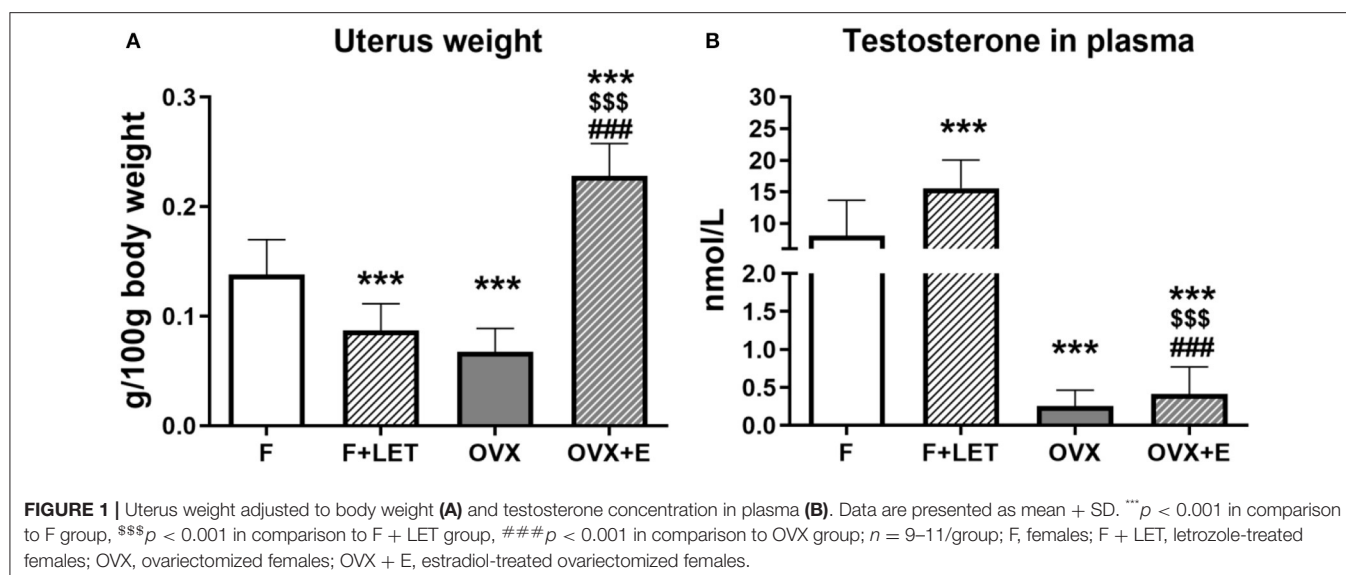 A
Uterus weight
g/100g body weight
0.3
0.2
0.1
0.0
***
***
***
$$$
###
F
F+LET
OVX
OVX+E
B
Testosterone in plasma
nmol/L
30
25
20
15
10
2.0
1.5
1.0
0.5
0.0
***
***
***
$$$
###
F
F+LET
OVX
OVX+E
FIGURE 1 | Uterus weight adjusted to body weight (A) and testosterone concentration in plasma (B). Data are presented as mean + SD. ***p < 0.001 in comparison
to F group, $$$p < 0.001 in comparison to F + LET group, ###p < 0.001 in comparison to OVX group; n = 9–11/group; F, females; F + LET, letrozole-treated
females; OVX, ovariectomized females; OVX + E, estradiol-treated ovariectomized females.